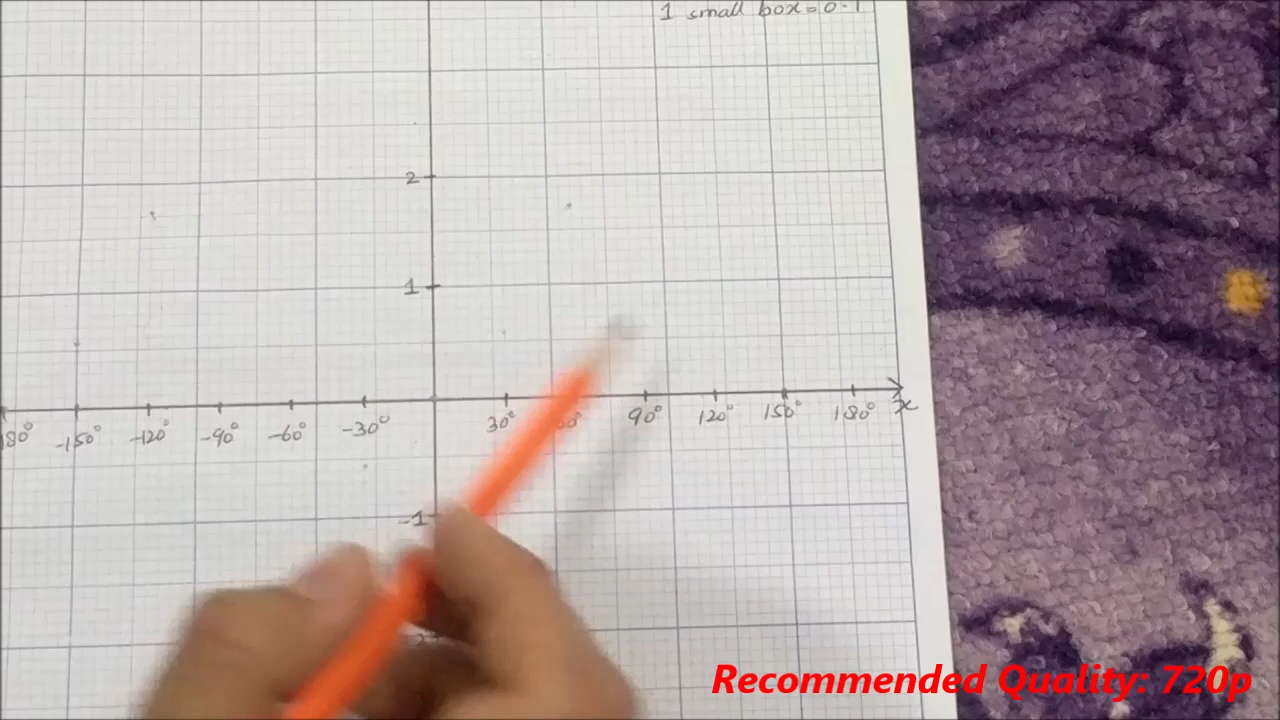 1 small box = 0.1
2
1
-180° -150° -120° -90° -60° -30° 30° 60° 90° 120° 150° 180° x
-1
-2
Recommended Quality: 720p